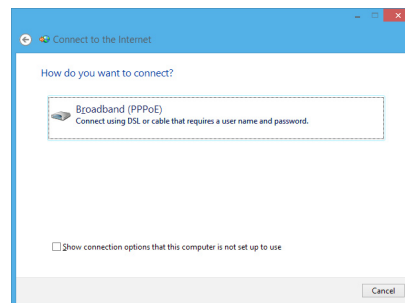 Connect to the Internet
How do you want to connect?
Broadband (PPPoE)
Connect using DSL or cable that requires a user name and password.
Show connection options that this computer is not set up to use
Cancel